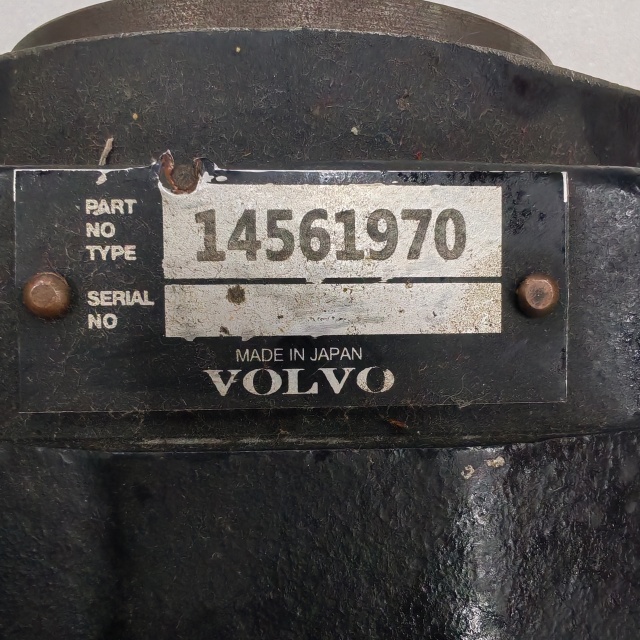 PART
NO
TYPE
14561970
SERIAL
NO
MADE IN JAPAN
VOLVO